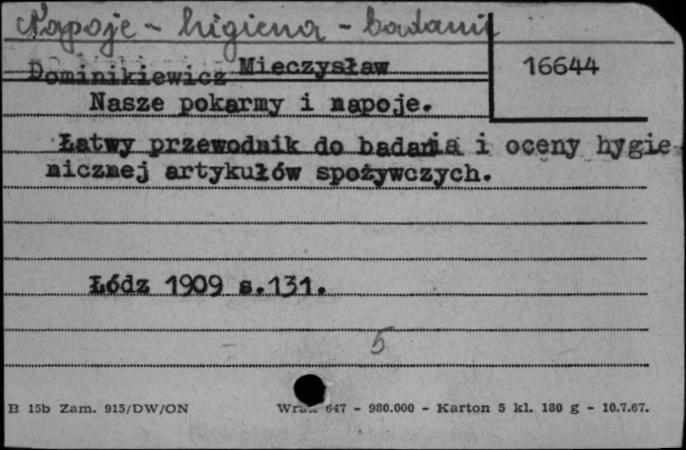 Napoje - higiena - badanie
Dominikiewicz Mieczysław
16644
Nasze pokarmy i napoje.
Łatwy przewodnik do badania i oceny hygie-
nicznej artykułów spożywczych.
Łódz 1909 s.131.
5
B 15b Zam. 915/DW/ON
647 - 980.000 - Karton 5 kl. 180 g - 10.7.67.